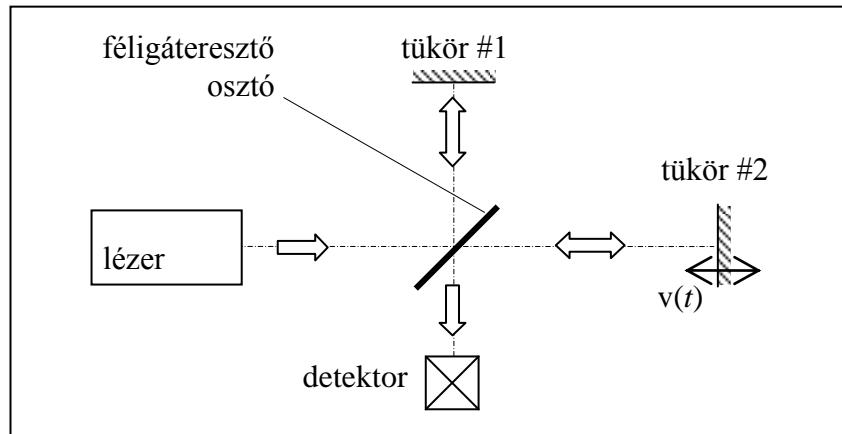 féligáteresztő
osztó
tükör #1
tükör #2
lézer
v(t)
detektor